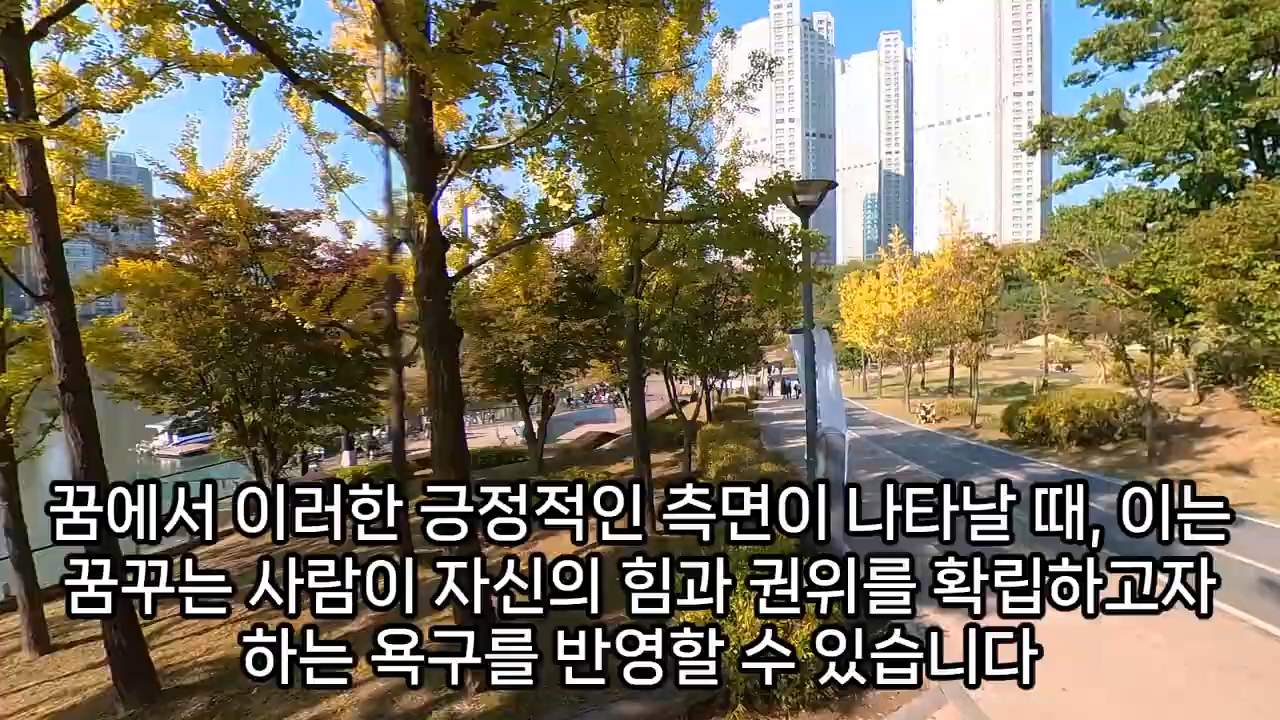 꿈에서 이러한 긍정적인 측면이 나타날 때, 이는
꿈꾸는 사람이 자신의 힘과 권위를 확립하고자
하는 욕구를 반영할 수 있습니다